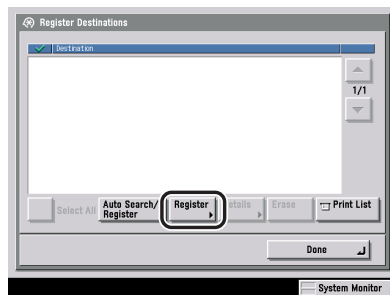 Register Destinations
Destination
1/1
Select All
Auto Search/
Register
Register
Details
Erase
Print List
Done
System Monitor